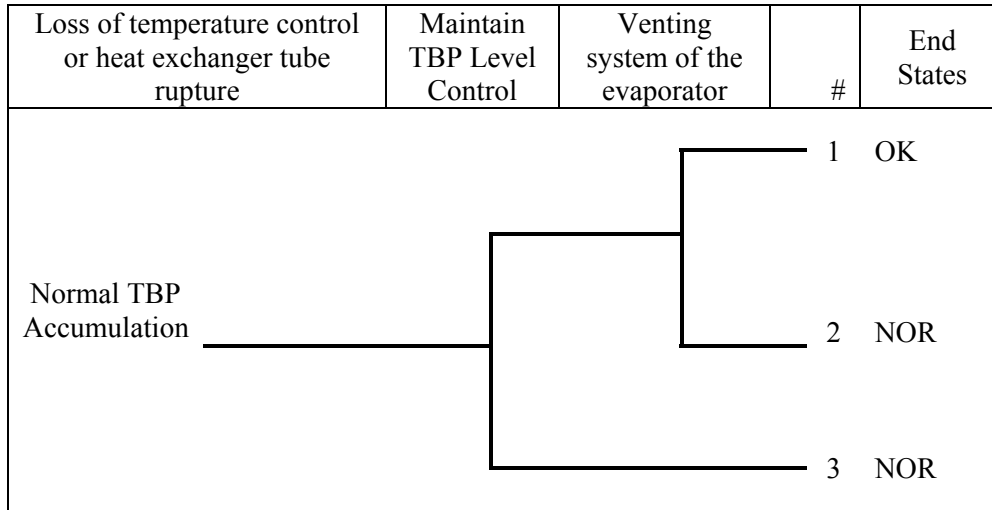 Loss of temperature control
or heat exchanger tube
rupture
Maintain
TBP Level
Control
Venting
system of the
evaporator
#
End
States
1 OK
Normal TBP
Accumulation
2 NOR
3 NOR